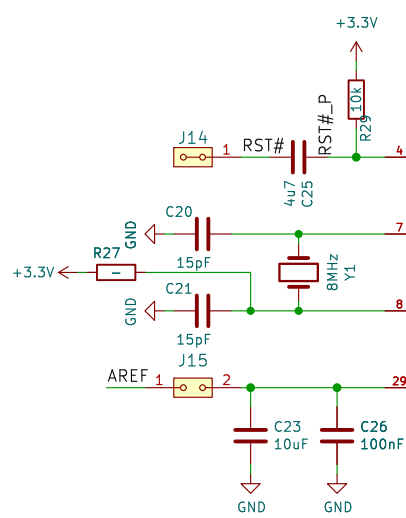 +3.3V
10k
R29
4
J14
1
RST#
RST#_P
4u7
C25
C20
GND
15pF
7
R27
+3.3V
–
8MHz
Y1
C21
GND
15pF
8
J15
AREF
1
2
29
C23
10uF
C26
100nF
GND
GND